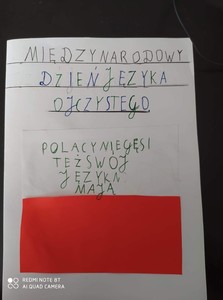 MIĘDZYNARODOWY
DZIEŃ JĘZYKA
OJCZYSTEGO
POLACY NIE GĘSI
TEŻ SWÓJ
JĘZYK
MAJĄ
REDMI NOTE 8T
AI QUAD CAMERA